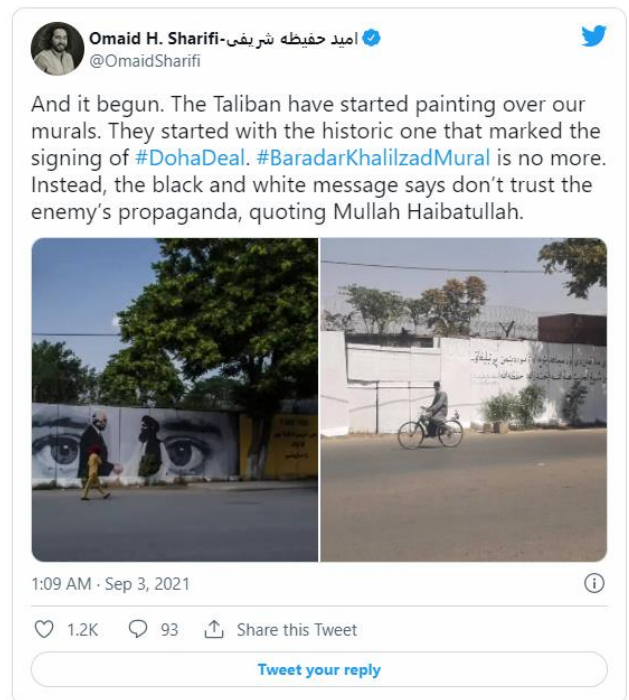 Omaid H. Sharifi-امید حفیظه شریفی
@OmaidSharifi
And it begun. The Taliban have started painting over our
murals. They started with the historic one that marked the
signing of #DohaDeal. #BaradarKhalilzadMural is no more.
Instead, the black and white message says don’t trust the
enemy’s propaganda, quoting Mullah Haibatullah.
1:09 AM · Sep 3, 2021
1.2K
93
Share this Tweet
Tweet your reply